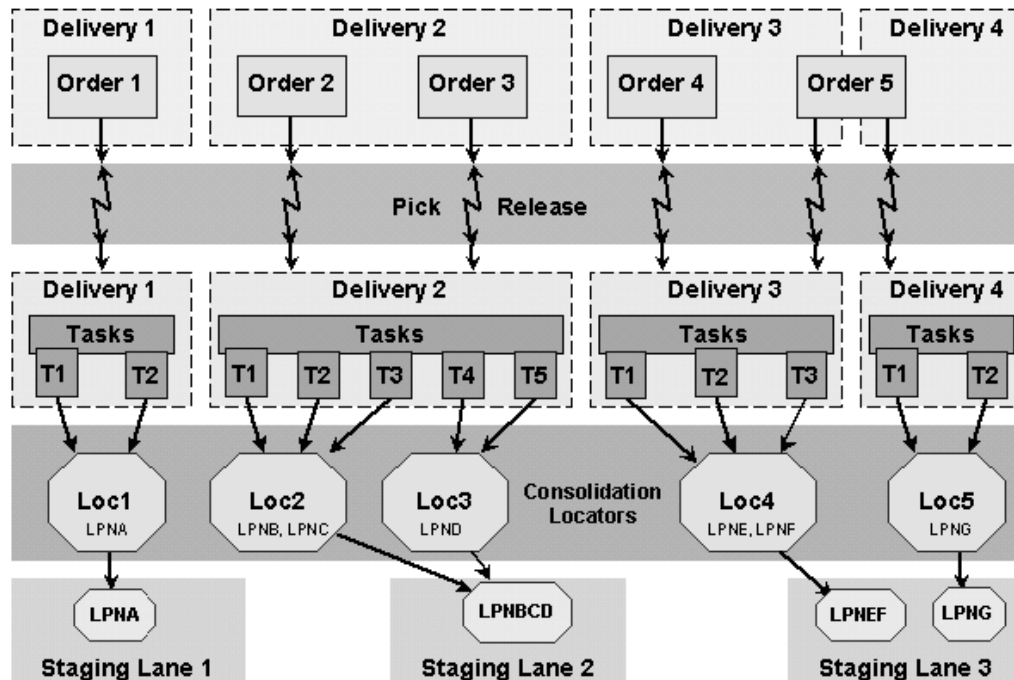 Delivery 1 Delivery 2 Delivery 3 Delivery 4
Order 1 Order 2 Order 3 Order 4 Order 5
Pick Release
Delivery 1 Delivery 2 Delivery 3 Delivery 4
Tasks Tasks Tasks Tasks
T1 T2 T1 T2 T3 T4 T5 T1 T2 T3 T1 T2
Loc1 Loc2 Loc3 Consolidation Locators Loc4 Loc5
LPNA LPNB, LPNC LPND LPNE, LPNF LPNG
LPNA LPNBCD LPNEF LPNG
Staging Lane 1 Staging Lane 2 Staging Lane 3